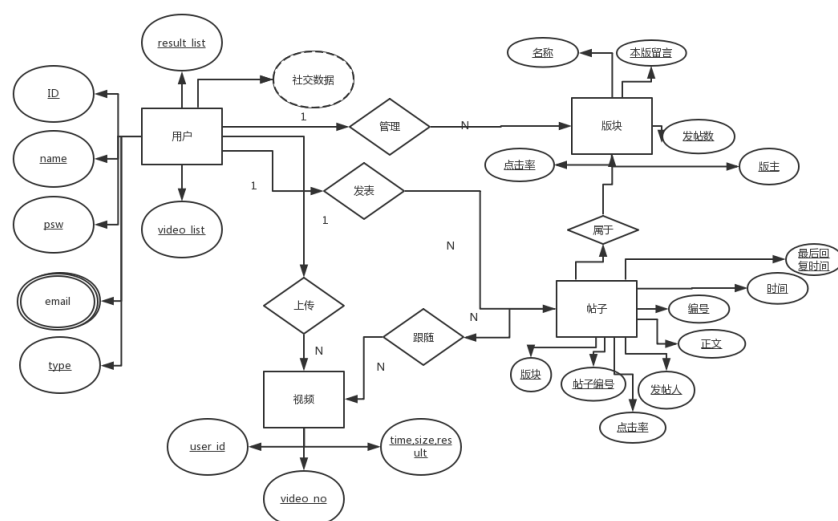 result_list
社交数据
名称
本版留言
ID
用户
1
管理
N
版块
发帖数
name
点击率
版主
1
发表
psw
video_list
1
属于
N
最后回
复时间
email
上传
帖子
时间
编号
N
跟随
N
正文
type
N
版块
帖子编号
发帖人
视频
点击率
user_id
time,size,res
ult
video_no